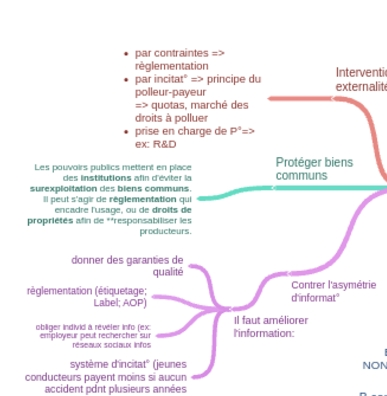 • par contraintes =>
règlementation
• par incitat° => principe du
polleur-payeur
=> quotas, marché des
droits à polluer
• prise en charge de P°=>
ex: R&D
Interventi
externalité
Protéger biens
communs
Les pouvoirs publics mettent en place
des institutions afin d'éviter la
surexploitation des biens communs.
Il peut s'agir de règlementation qui
encadre l'usage, ou de droits de
propriétés afin de **responsabiliser les
producteurs.
donner des garanties de
qualité
règlementation (étiquetage;
Label; AOP)
obliger individ à révéler info (ex:
employeur peut rechercher sur
réseaux sociaux infos
système d'incitat° (jeunes
conducteurs payent moins si aucun
accident pdnt plusieurs années
Contrer l'asymétrie
d'informat°
Il faut améliorer
l'information:
NON